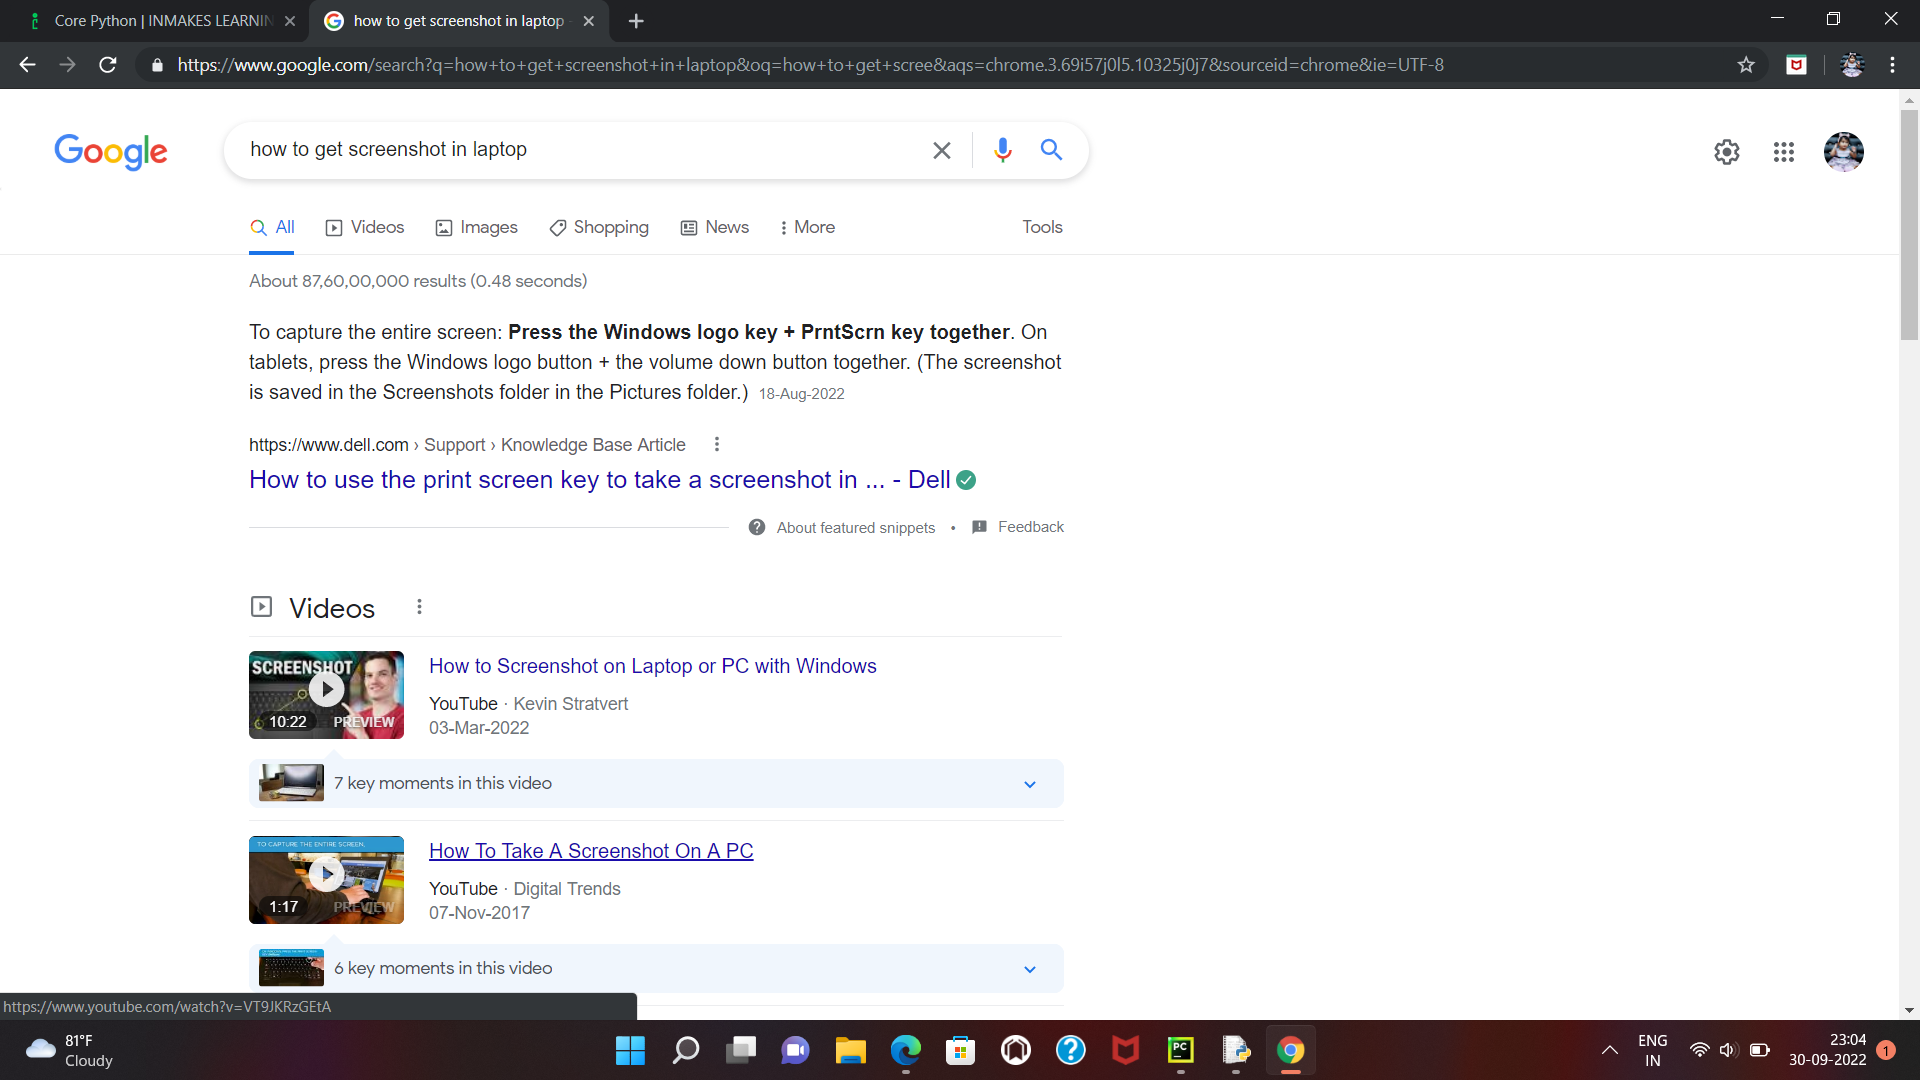 Core Python | INMAKES LEARNIN
how to get screenshot in laptop
https://www.google.com/search?q=how+to+get+screenshot+in+laptop&oq=how+to+get+scree&aqs=chrome.3.69i57j0l5.10325j0j7&sourceid=chrome&ie=UTF-8
Google
how to get screenshot in laptop
All
Videos
Images
Shopping
News
More
Tools
About 87,60,00,000 results (0.48 seconds)
To capture the entire screen: Press the Windows logo key + PrntScrn key together. On
tablets, press the Windows logo button + the volume down button together. (The screenshot
is saved in the Screenshots folder in the Pictures folder.) 18-Aug-2022
https://www.dell.com › Support › Knowledge Base Article
How to use the print screen key to take a screenshot in ... - Dell
About featured snippets • Feedback
Videos
SCREENSHOT
10:22
PREVIEW
How to Screenshot on Laptop or PC with Windows
YouTube · Kevin Stratvert
03-Mar-2022
7 key moments in this video
TO CAPTURE THE ENTIRE SCREEN,
1:17
PREVIEW
How To Take A Screenshot On A PC
YouTube · Digital Trends
07-Nov-2017
6 key moments in this video
https://www.youtube.com/watch?v=VT9JKRzGEtA
81°F
Cloudy
PC
ENG
IN
23:04
30-09-2022
1